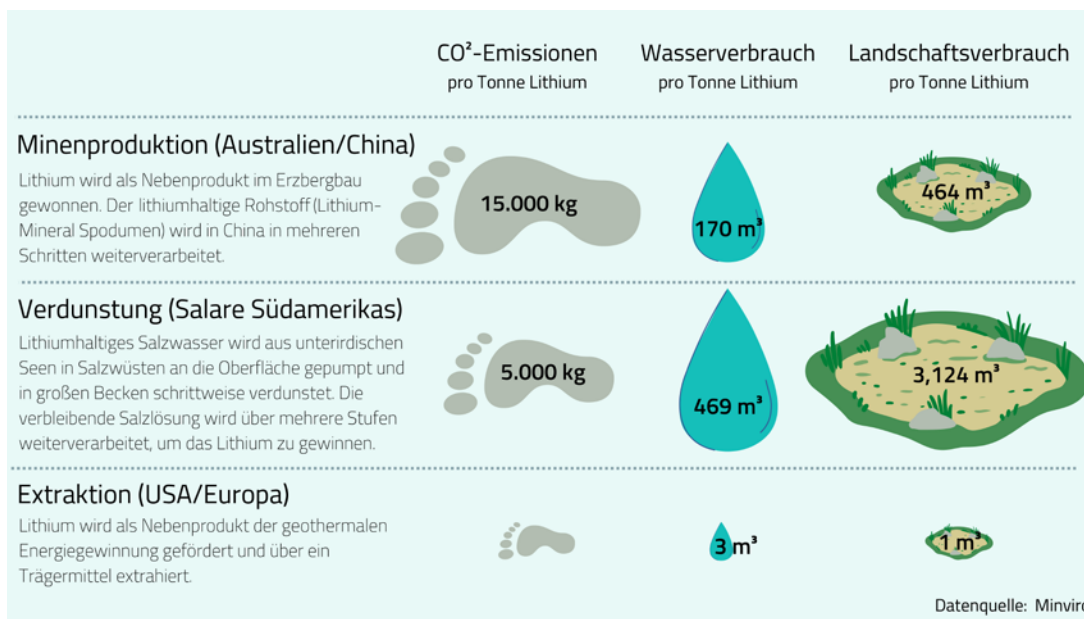 CO²-Emissionen
pro Tonne Lithium
Wasserverbrauch
pro Tonne Lithium
Landschaftsverbrauch
pro Tonne Lithium
Minenproduktion (Australien/China)
Lithium wird als Nebenprodukt im Erzbergbau
gewonnen. Der lithiumhaltige Rohstoff (Lithium-
Mineral Spodumen) wird in China in mehreren
Schritten weiterverarbeitet.
15.000 kg
170 m³
464 m³
Verdunstung (Salare Südamerikas)
Lithiumhaltiges Salzwasser wird aus unterirdischen
Seen in Salzwüsten an die Oberfläche gepumpt und
in großen Becken schrittweise verdunstet. Die
verbleibende Salzlösung wird über mehrere Stufen
weiterverarbeitet, um das Lithium zu gewinnen.
5.000 kg
469 m³
3,124 m³
Extraktion (USA/Europa)
Lithium wird als Nebenprodukt der geothermalen
Energiegewinnung gefördert und über ein
Trägermittel extrahiert.
3 m³
1 m³
Datenquelle: Minviro